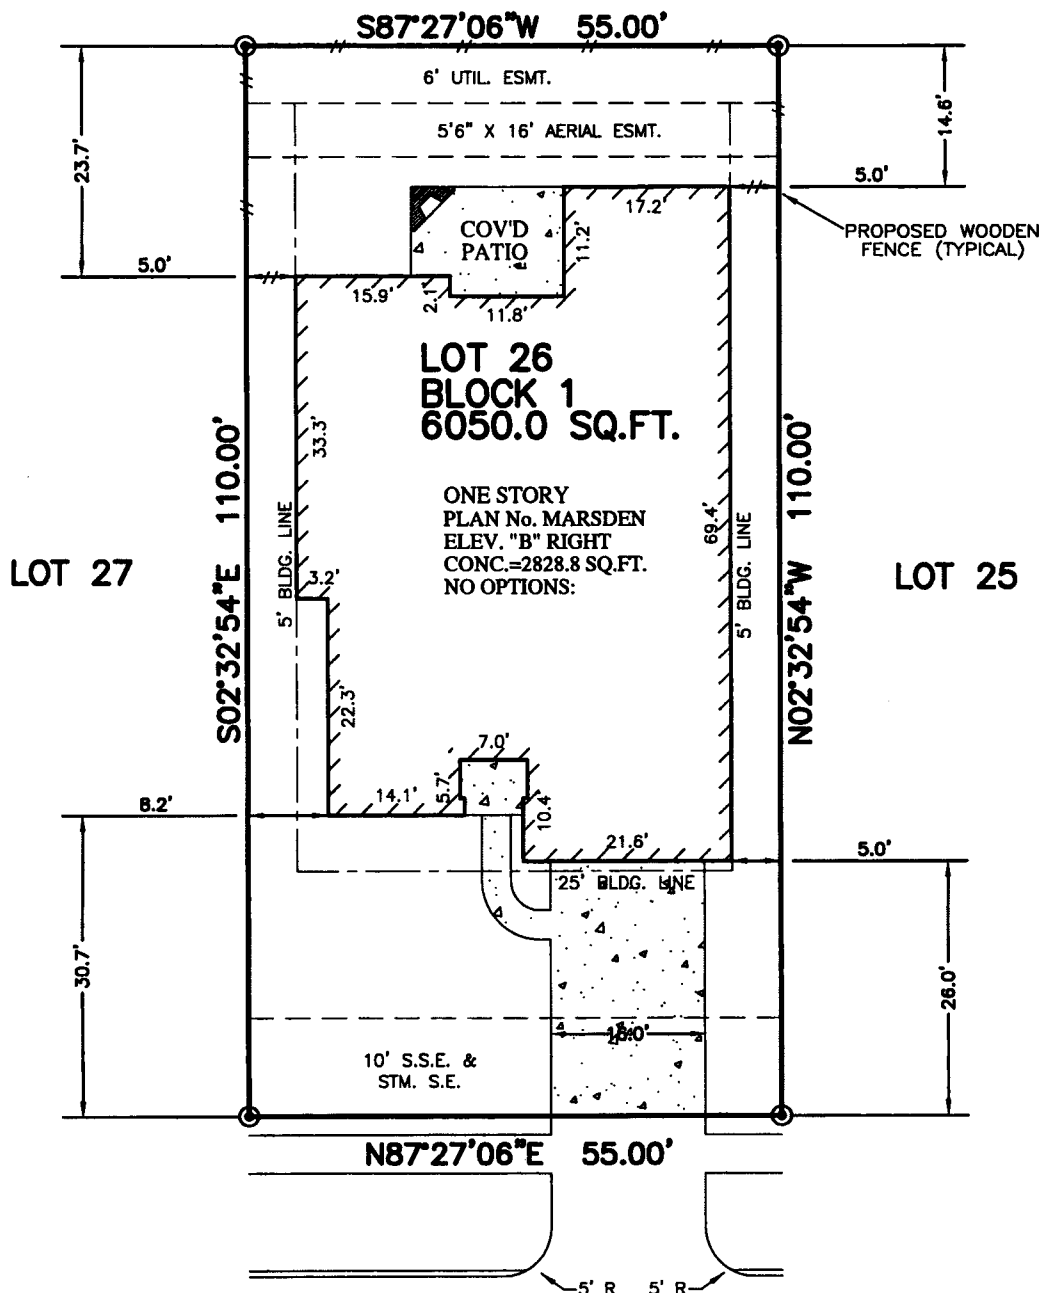 S87°27'06"W 55.00'
6' UTIL. ESMT.
5'6" X 16' AERIAL ESMT.
23.7'
14.6'
5.0'
17.2'
PROPOSED WOODEN
FENCE (TYPICAL)
COV'D
PATIO
11.2'
5.0'
15.9'
2.1'
11.8'
LOT 26
BLOCK 1
6050.0 SQ.FT.
33.3'
ONE STORY
PLAN No. MARSDEN
ELEV. "B" RIGHT
CONC.=2828.8 SQ.FT.
NO OPTIONS:
69.4'
5' BLDG. LINE
5' BLDG. LINE
S02°32'54"E 110.00'
N02°32'54"W 110.00'
LOT 27
LOT 25
3.2'
22.3'
7.0'
5.7'
14.1'
10.4'
8.2'
21.6'
5.0'
25' BLDG. LINE
30.7'
26.0'
16.0'
10' S.S.E. &
STM. S.E.
N87°27'06"E 55.00'
5' R
5' R